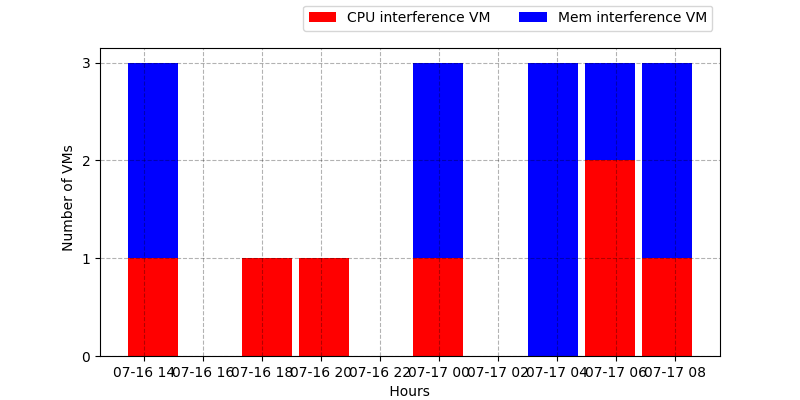 CPU interference VM Mem interference VM
3
2
1
0
Number of VMs
07-16 14 07-16 16 07-16 18 07-16 20 07-16 22 07-17 00 07-17 02 07-17 04 07-17 06 07-17 08
Hours